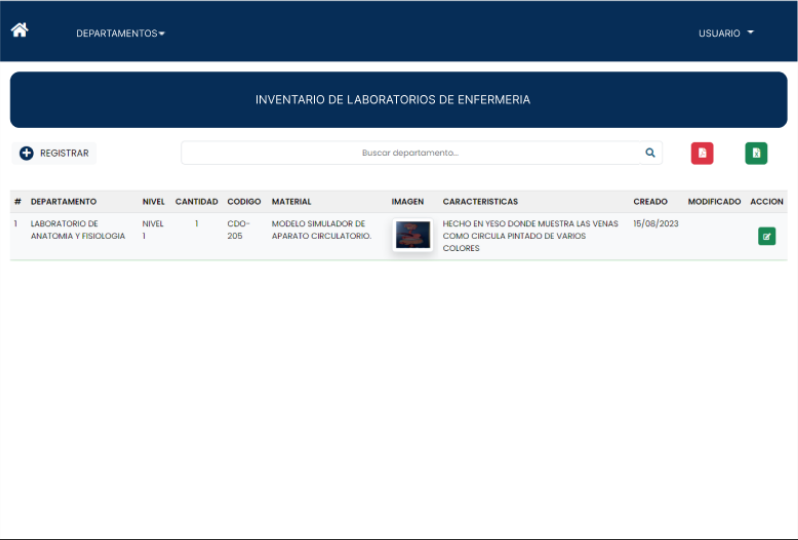 DEPARTAMENTOS
USUARIO
INVENTARIO DE LABORATORIOS DE ENFERMERIA
REGISTRAR
Buscar departamento...
# DEPARTAMENTO NIVEL CANTIDAD CODIGO MATERIAL IMAGEN CARACTERISTICAS CREADO MODIFICADO ACCION
1 LABORATORIO DE NIVEL 1 CDO- MODELO SIMULADOR DE HECHO EN YESO DONDE MUESTRA LAS VENAS 15/08/2023
ANATOMIA Y FISIOLOGIA 1 205 APARATO CIRCULATORIO. COMO CIRCULA PINTADO DE VARIOS
COLORES